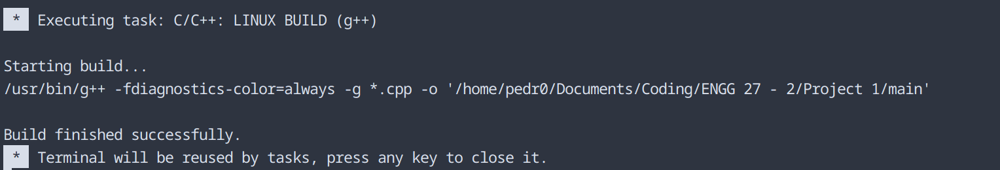 * Executing task: C/C++: LINUX BUILD (g++)
Starting build...
/usr/bin/g++ -fdiagnostics-color=always -g *.cpp -o '/home/pedr0/Documents/Coding/ENGG 27 - 2/Project 1/main'
Build finished successfully.
* Terminal will be reused by tasks, press any key to close it.